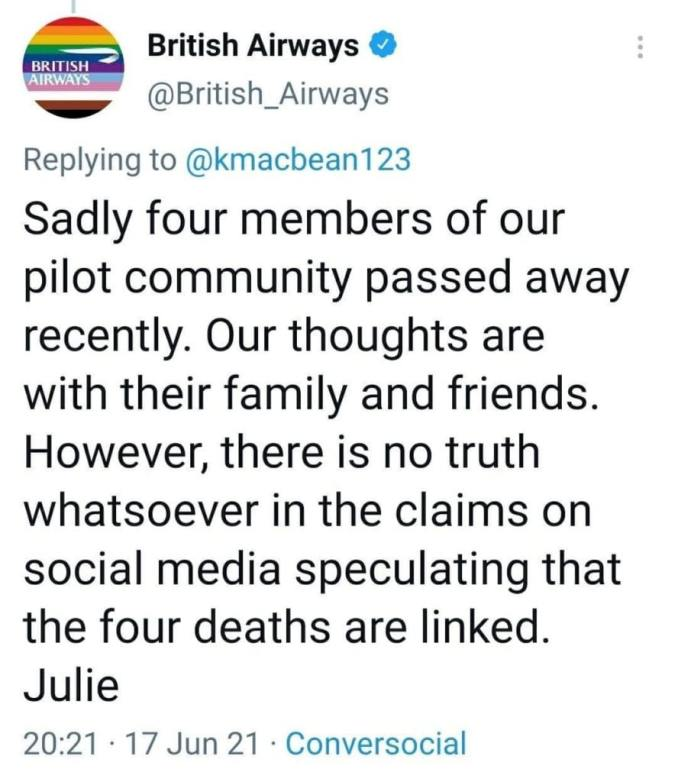 BRITISH
AIRWAYS
British Airways
@British_Airways
Replying to @kmacbean123
Sadly four members of our
pilot community passed away
recently. Our thoughts are
with their family and friends.
However, there is no truth
whatsoever in the claims on
social media speculating that
the four deaths are linked.
Julie
20:21 · 17 Jun 21 · Conversocial